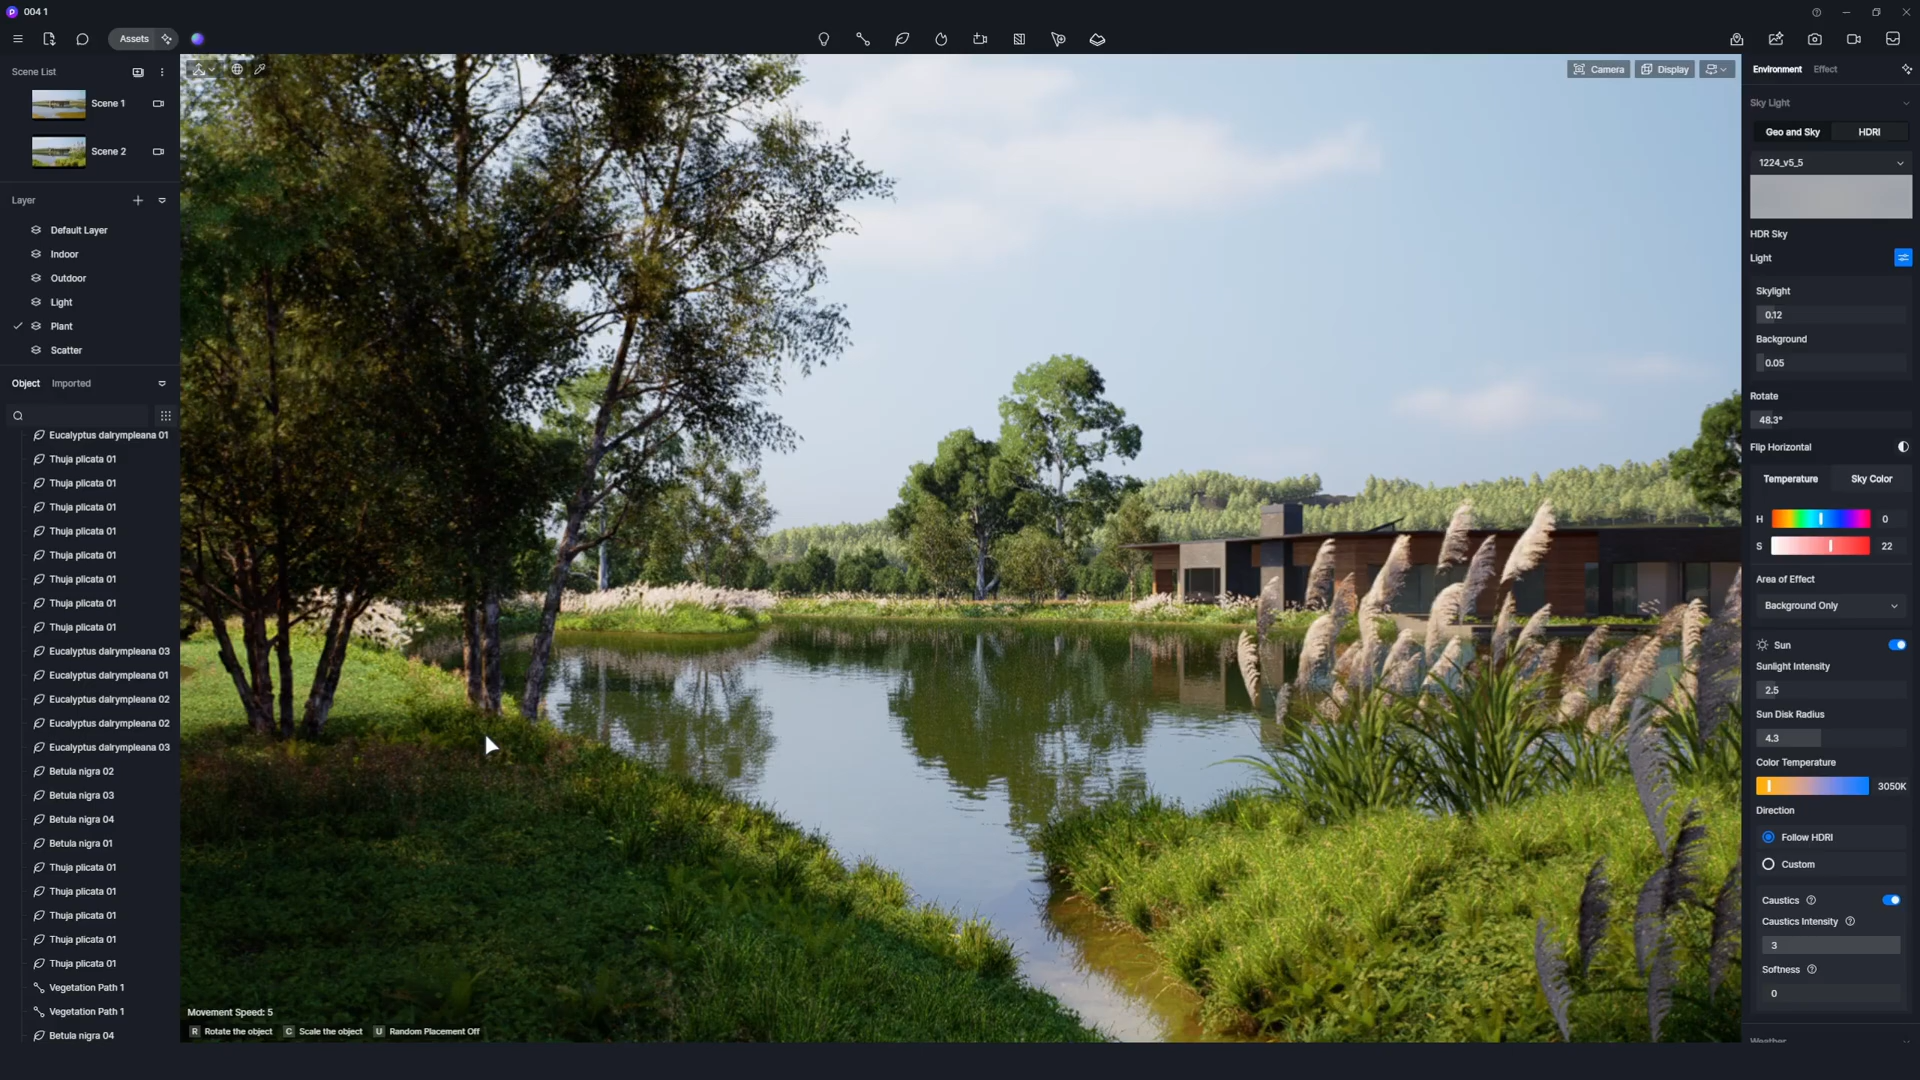 004 1
Assets
Scene List
Scene 1
Scene 2
Layer
Default Layer
Indoor
Outdoor
Light
Plant
Scatter
Object Imported
Eucalyptus dalrympleana 01
Thuja plicata 01
Thuja plicata 01
Thuja plicata 01
Thuja plicata 01
Thuja plicata 01
Thuja plicata 01
Thuja plicata 01
Thuja plicata 01
Eucalyptus dalrympleana 03
Eucalyptus dalrympleana 01
Eucalyptus dalrympleana 02
Eucalyptus dalrympleana 02
Eucalyptus dalrympleana 03
Betula nigra 02
Betula nigra 03
Betula nigra 04
Betula nigra 01
Thuja plicata 01
Thuja plicata 01
Thuja plicata 01
Thuja plicata 01
Thuja plicata 01
Vegetation Path 1
Vegetation Path 1
Betula nigra 04
Camera Display
Movement Speed: 5
R Rotate the object C Scale the object U Random Placement Off
Environment Effect
Sky Light
Geo and Sky HDRI
1224_v5_5
HDR Sky
Light
Skylight
0.12
Background
0.05
Rotate
48.3°
Flip Horizontal
Temperature Sky Color
H 0
S 22
Area of Effect
Background Only
Sun
Sunlight Intensity
2.5
Sun Disk Radius
4.3
Color Temperature
3050K
Direction
Follow HDRI
Custom
Caustics
Caustics Intensity
3
Softness
0
Weather